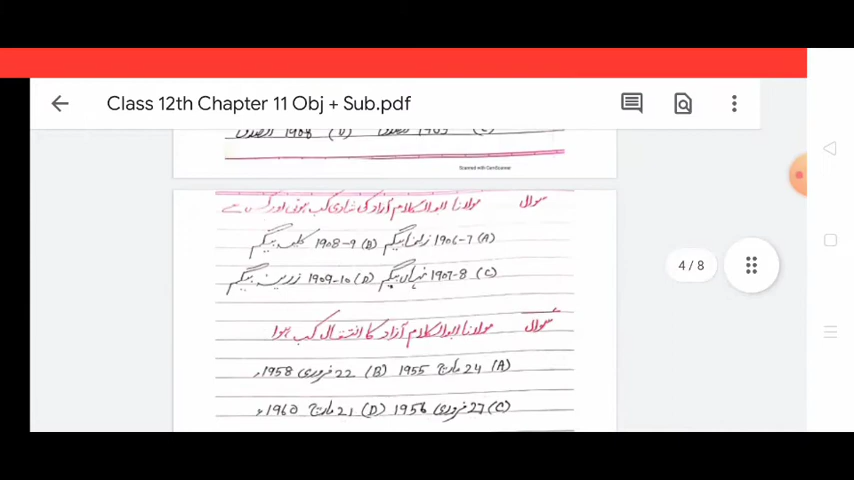 Class 12th Chapter 11 Obj + Sub.pdf
Scanned with CamScanner
سوال مولانا ابوالکلام آزاد کی شادی کب ہوئی اور کس سے
(A) 1906-7 زلیخا بیگم (B) 1908-9 بیگم
(C) 1907-8 بیگم (D) 1909-10 زرینہ بیگم
4 / 8
سوال مولانا ابوالکلام آزاد کا انتقال کب ہوا
(A) 24 مارچ 1955 (B) 22 فروری 1958ء
(C) 27 فروری 1956 (D) 21 مارچ 1960ء